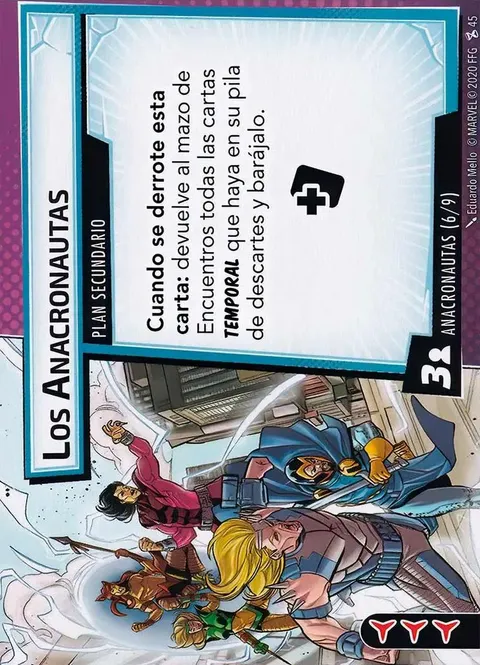 LOS ANACRONAUTAS
PLAN SECUNDARIO
Cuando se derrote esta
carta: devuelve al mazo de
Encuentros todas las cartas
TEMPORAL que haya en su pila
de descartes y barájalo.
3
ANACRONAUTAS (6/9)
Eduardo Mello © MARVEL © 2020 FFG 45